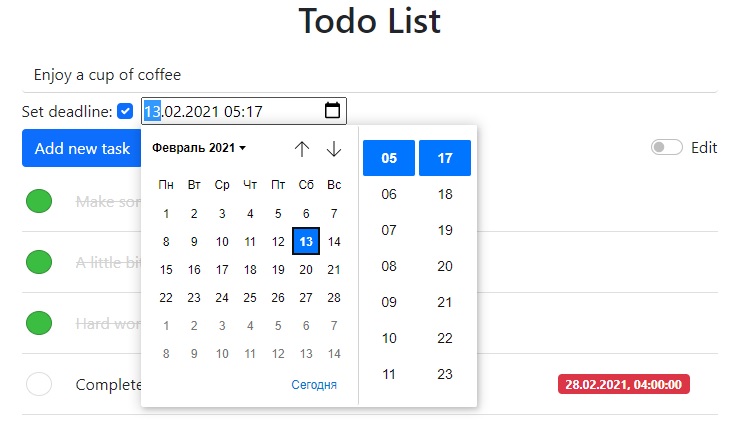 Todo List
Enjoy a cup of coffee
Set deadline: 13.02.2021 05:17
Add new task
Edit
Февраль 2021
Пн Вт Ср Чт Пт Сб Вс
1 2 3 4 5 6 7
8 9 10 11 12 13 14
15 16 17 18 19 20 21
22 23 24 25 26 27 28
1 2 3 4 5 6 7
8 9 10 11 12 13 14
Сегодня
05 17
06 18
07 19
08 20
09 21
10 22
11 23
Make sor
A little bit
Hard wor
Complete
28.02.2021, 04:00:00